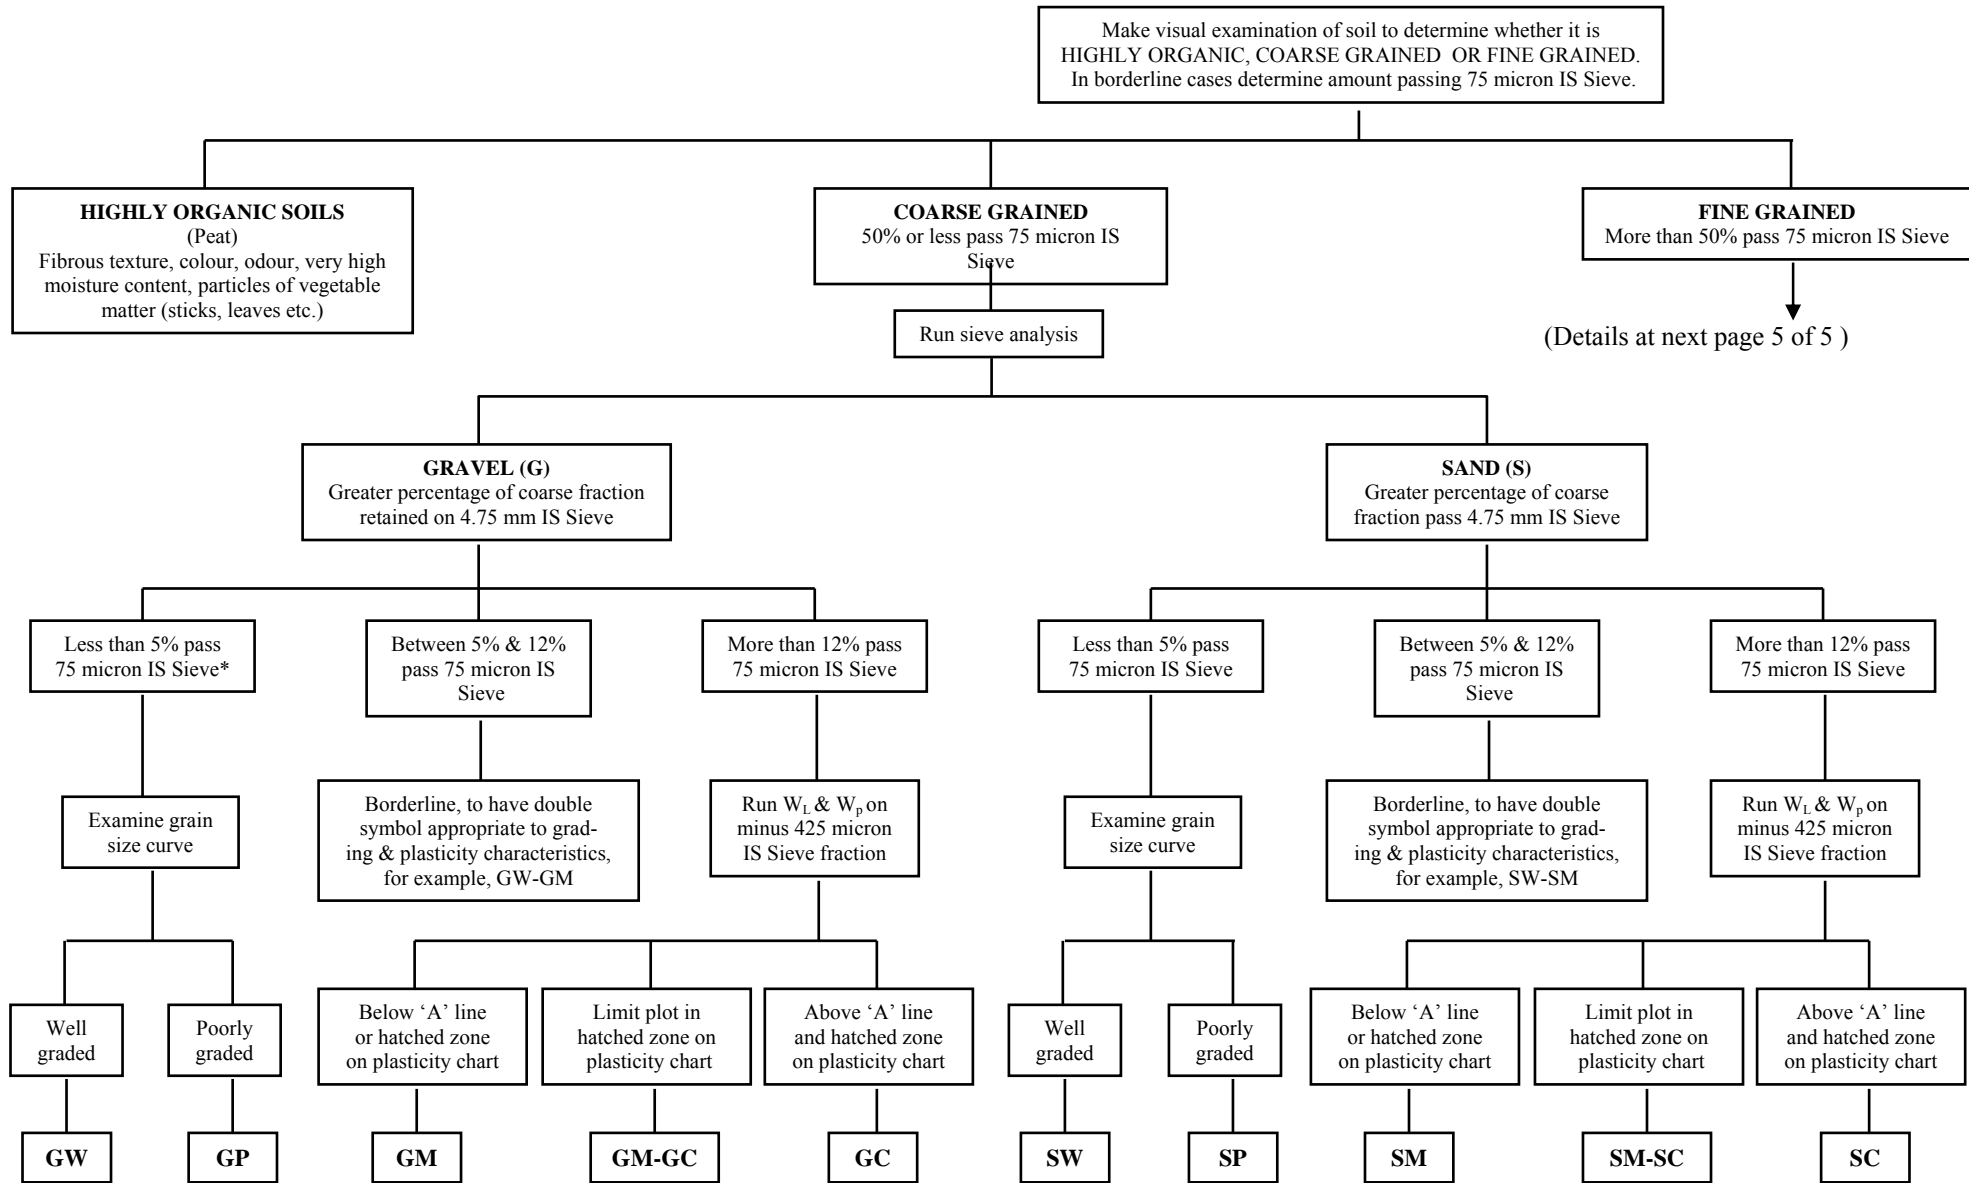 Make visual examination of soil to determine whether it is
HIGHLY ORGANIC, COARSE GRAINED OR FINE GRAINED.
In borderline cases determine amount passing 75 micron IS Sieve.
HIGHLY ORGANIC SOILS
(Peat)
Fibrous texture, colour, odour, very high
moisture content, particles of vegetable
matter (sticks, leaves etc.)
COARSE GRAINED
50% or less pass 75 micron IS
Sieve
FINE GRAINED
More than 50% pass 75 micron IS Sieve
Run sieve analysis
(Details at next page 5 of 5 )
GRAVEL (G)
Greater percentage of coarse fraction
retained on 4.75 mm IS Sieve
SAND (S)
Greater percentage of coarse
fraction pass 4.75 mm IS Sieve
Less than 5% pass
75 micron IS Sieve*
Between 5% & 12%
pass 75 micron IS
Sieve
More than 12% pass
75 micron IS Sieve
Less than 5% pass
75 micron IS Sieve
Between 5% & 12%
pass 75 micron IS
Sieve
More than 12% pass
75 micron IS Sieve
Examine grain
size curve
Borderline, to have double
symbol appropriate to grad-
ing & plasticity characteristics,
for example, GW-GM
Run WL & Wp on
minus 425 micron
IS Sieve fraction
Examine grain
size curve
Borderline, to have double
symbol appropriate to grad-
ing & plasticity characteristics,
for example, SW-SM
Run WL & Wp on
minus 425 micron
IS Sieve fraction
Well
graded
Poorly
graded
Below ‘A’ line
or hatched zone
on plasticity chart
Limit plot in
hatched zone on
plasticity chart
Above ‘A’ line
and hatched zone
on plasticity chart
Well
graded
Poorly
graded
Below ‘A’ line
or hatched zone
on plasticity chart
Limit plot in
hatched zone on
plasticity chart
Above ‘A’ line
and hatched zone
on plasticity chart
GW
GP
GM
GM-GC
GC
SW
SP
SM
SM-SC
SC